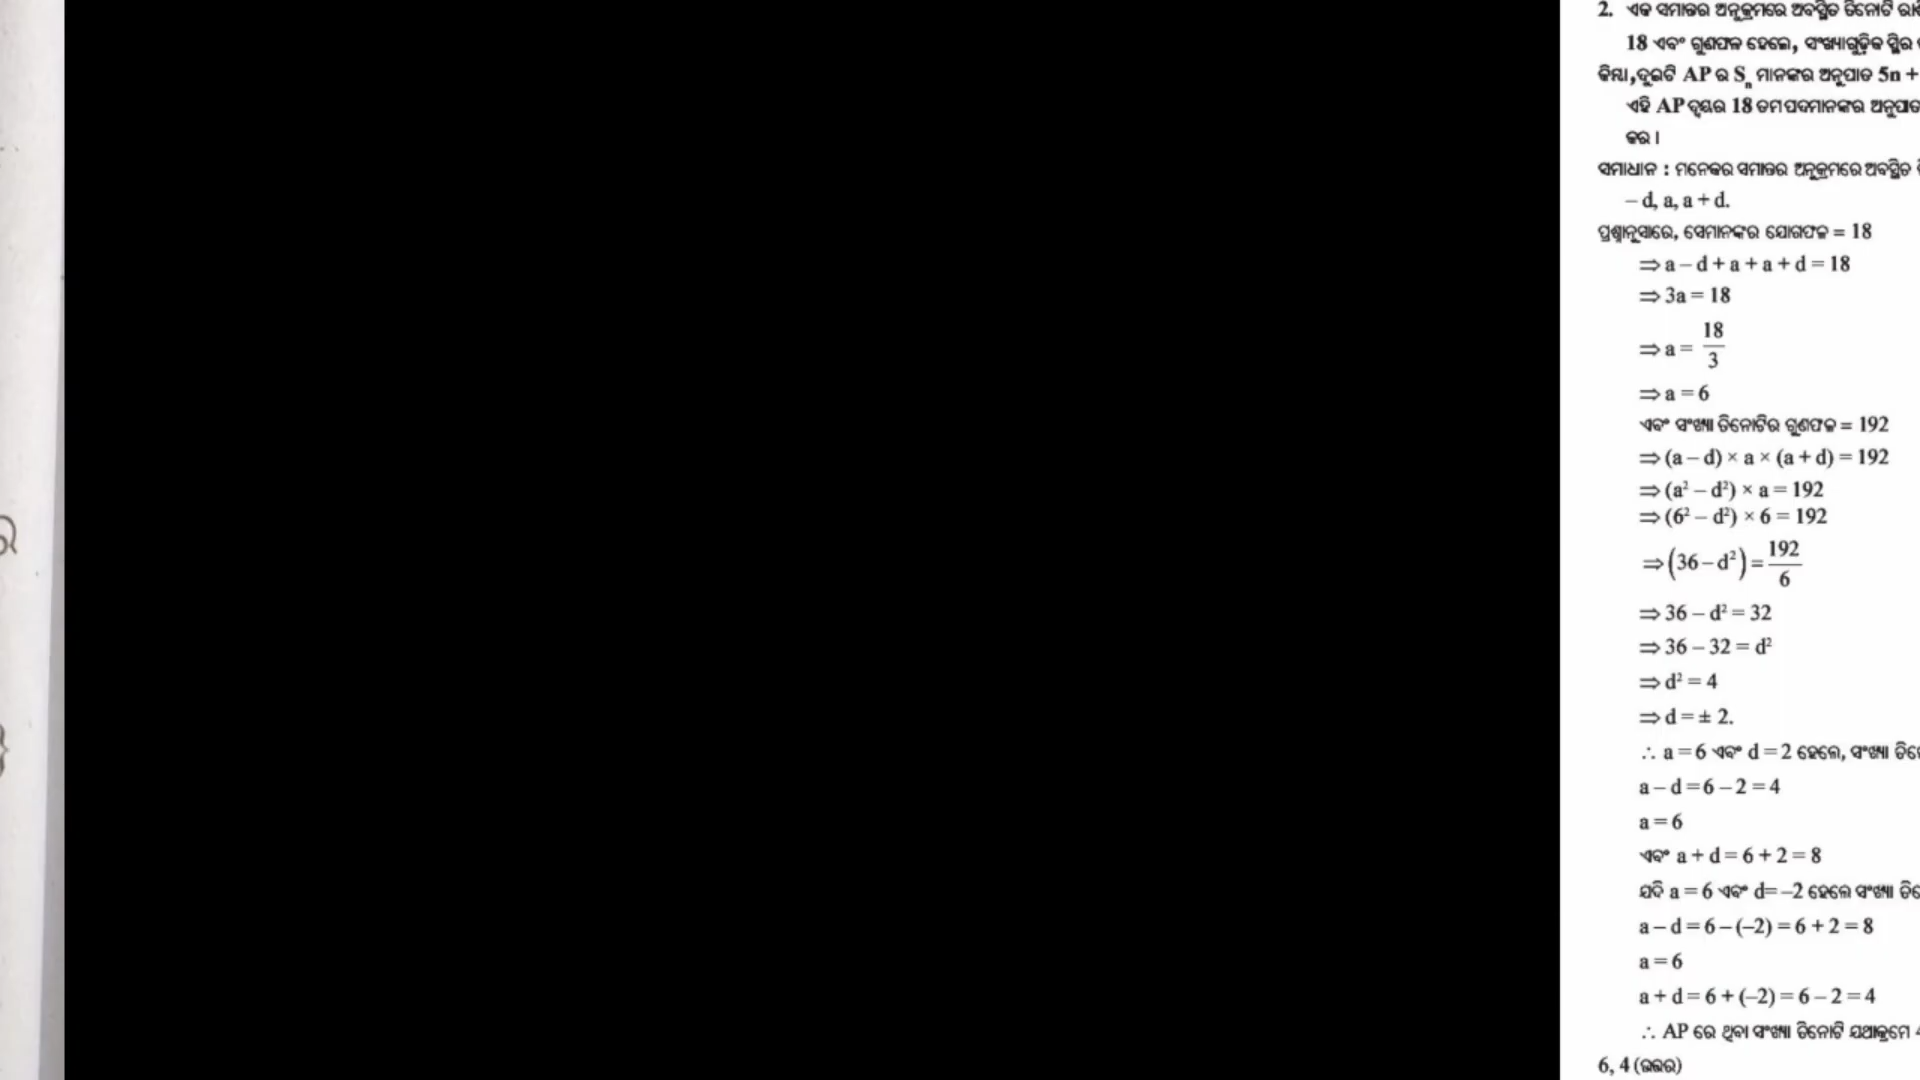 2. ଏକ ସମାନ୍ତର ଅନୁକ୍ରମରେ ଅବସ୍ଥିତ ତିନୋଟି
18 ଏବଂ ଗୁଣଫଳ ହେଲେ, ସଂଖ୍ୟାଗୁଡ଼ିକ ସ୍ଥିର
କିମ୍ବା,ଦୁଇଟି AP ର Sₙ ମାନଙ୍କର ଅନୁପାତ 5n +
ଏହି AP ଦ୍ୱୟର 18 ତମ ପଦମାନଙ୍କର ଅନୁପାତ
କର ।
ସମାଧାନ : ମନେକର ସମାନ୍ତର ଅନୁକ୍ରମରେ ଅବସ୍ଥିତ
– d, a, a + d.
ପ୍ରଶ୍ନାନୁସାରେ, ସେମାନଙ୍କର ଯୋଗଫଳ = 18
⇒ a – d + a + a + d = 18
⇒ 3a = 18
⇒ a = 18/3
⇒ a = 6
ଏବଂ ସଂଖ୍ୟା ତିନୋଟିର ଗୁଣଫଳ = 192
⇒ (a – d) × a × (a + d) = 192
⇒ (a² – d²) × a = 192
⇒ (6² – d²) × 6 = 192
⇒ (36 – d²) = 192/6
⇒ 36 – d² = 32
⇒ 36 – 32 = d²
⇒ d² = 4
⇒ d = ± 2.
∴ a = 6 ଏବଂ d = 2 ହେଲେ, ସଂଖ୍ୟା
a – d = 6 – 2 = 4
a = 6
ଏବଂ a + d = 6 + 2 = 8
ଯଦି a = 6 ଏବଂ d= –2 ହେଲେ ସଂଖ୍ୟା
a – d = 6 – (–2) = 6 + 2 = 8
a = 6
a + d = 6 + (–2) = 6 – 2 = 4
∴ AP ରେ ଥିବା ସଂଖ୍ୟା ତିନୋଟି ଯଥାକ୍ରମେ
6, 4 (ଉତ୍ତର)